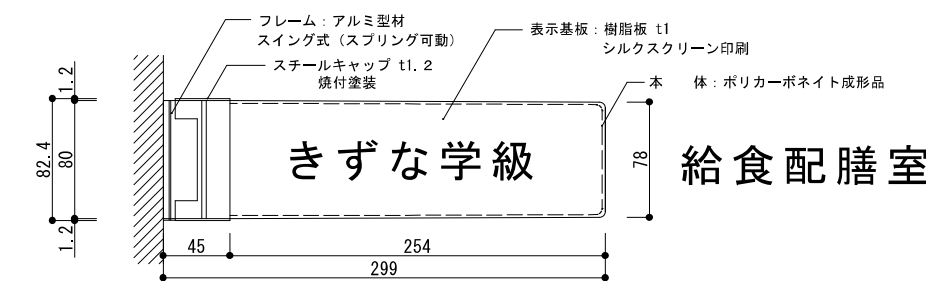 フレーム：アルミ型材
スイング式（スプリング可動）
スチールキャップ t1.2
焼付塗装
表示基板：樹脂板 t1
シルクスクリーン印刷
本　　体：ポリカーボネイト成形品
1.2
82.4
80
1.2
きずな学級
78
給食配膳室
45
254
299